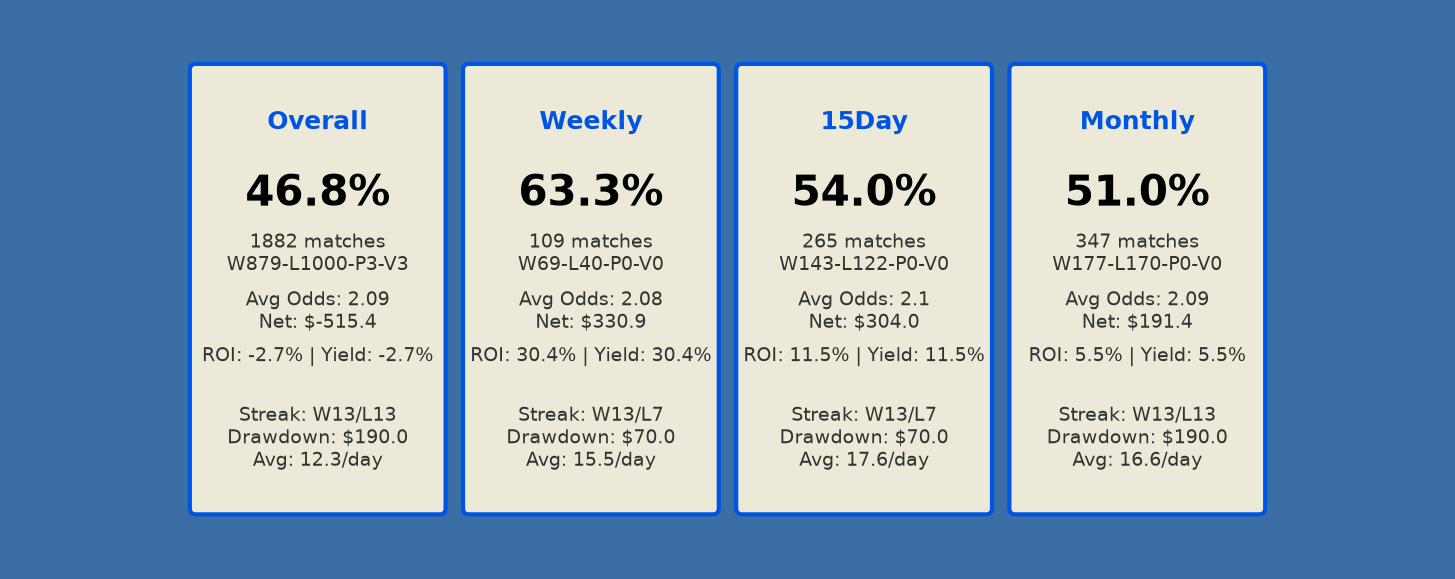 Overall
46.8%
1882 matches
W879-L1000-P3-V3
Avg Odds: 2.09
Net: $-515.4
ROI: -2.7% | Yield: -2.7%
Streak: W13/L13
Drawdown: $190.0
Avg: 12.3/day
Weekly
63.3%
109 matches
W69-L40-P0-V0
Avg Odds: 2.08
Net: $330.9
ROI: 30.4% | Yield: 30.4%
Streak: W13/L7
Drawdown: $70.0
Avg: 15.5/day
15Day
54.0%
265 matches
W143-L122-P0-V0
Avg Odds: 2.1
Net: $304.0
ROI: 11.5% | Yield: 11.5%
Streak: W13/L7
Drawdown: $70.0
Avg: 17.6/day
Monthly
51.0%
347 matches
W177-L170-P0-V0
Avg Odds: 2.09
Net: $191.4
ROI: 5.5% | Yield: 5.5%
Streak: W13/L13
Drawdown: $190.0
Avg: 16.6/day